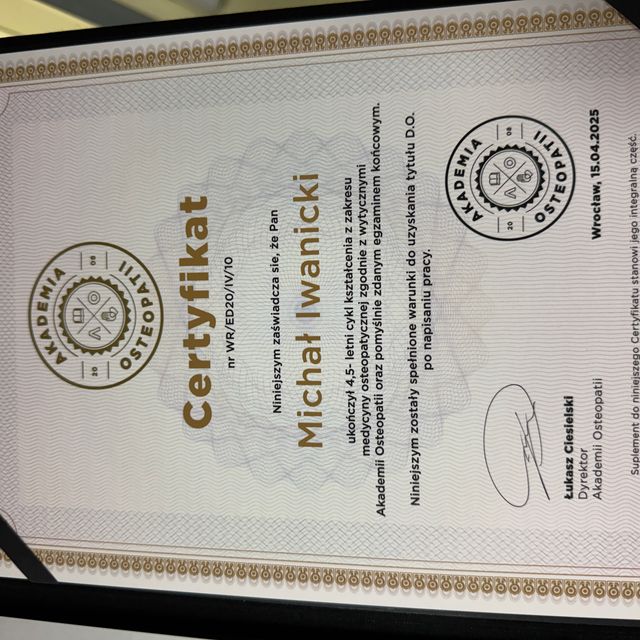 AKADEMIA
OSTEOPATII
20 08
Certyfikat
nr WR/ED20/IV/10
Niniejszym zaświadcza sie, że Pan
Michał Iwanicki
ukończył 4,5- letni cykl kształcenia z zakresu
medycyny osteopatycznej zgodnie z wytycznymi
Akademii Osteopatii oraz pomyślnie zdanym egzaminem końcowym.
Niniejszym zostały spełnione warunki do uzyskania tytułu D.O.
po napisaniu pracy.
AKADEMIA
OSTEOPATII
20 08
Łukasz Ciesielski
Dyrektor
Akademii Osteopatii
Wrocław, 15.04.2025
Suplement do niniejszego Certyfikatu stanowi jego integralną część.